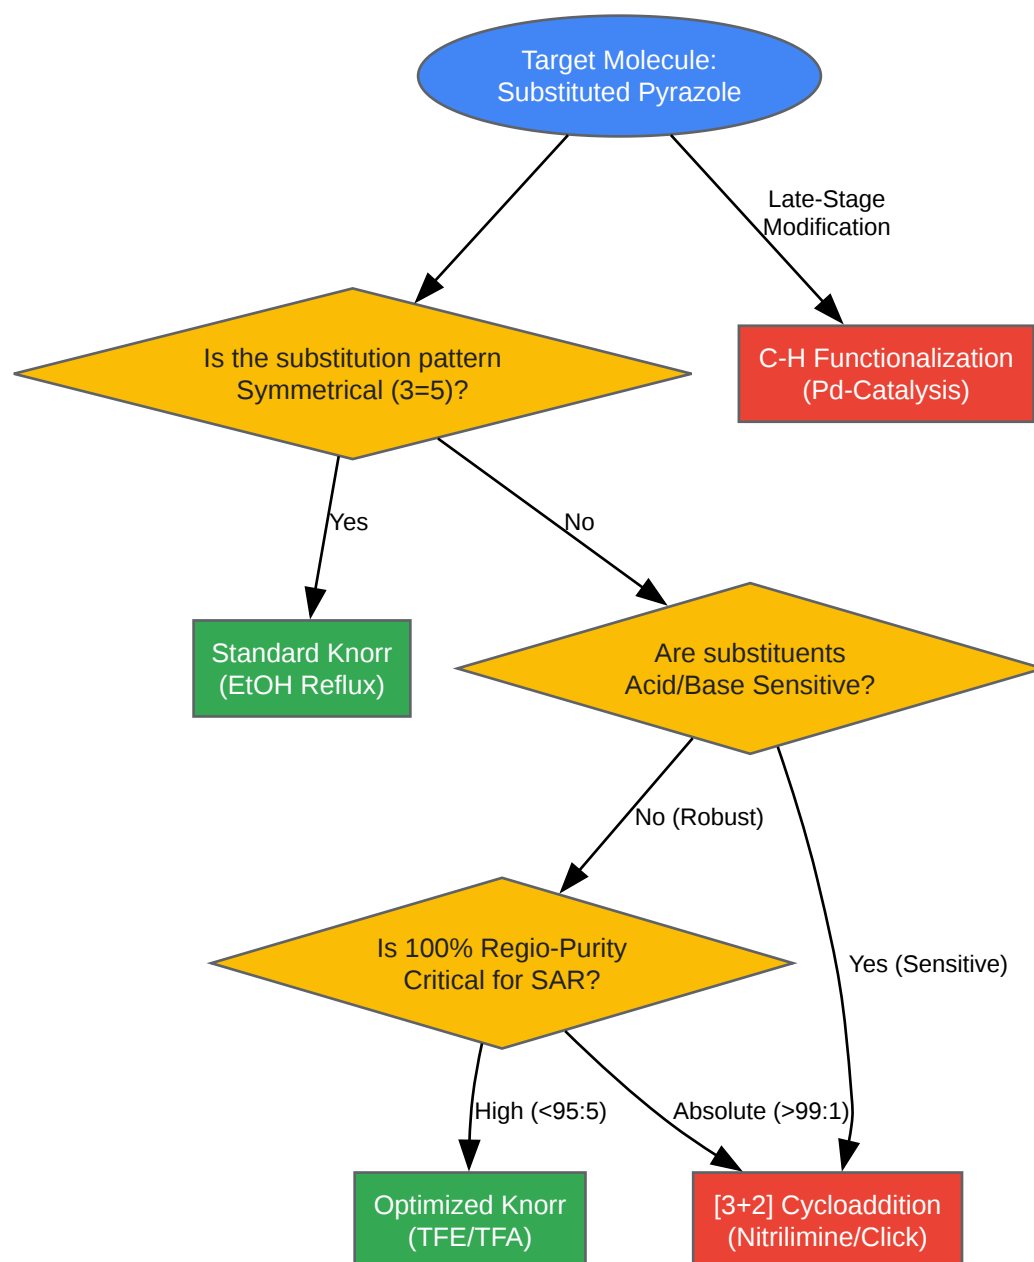 Target Molecule:
Substituted Pyrazole
Late-Stage
Modification
Is the substitution pattern
Symmetrical (3=5)?
C-H Functionalization
(Pd-Catalysis)
Yes
No
Standard Knorr
(EtOH Reflux)
Are substituents
Acid/Base Sensitive?
No (Robust)
Is 100% Regio-Purity
Critical for SAR?
Yes (Sensitive)
High (<95:5)
Absolute (>99:1)
Optimized Knorr
(TFE/TFA)
[3+2] Cycloaddition
(Nitrilimine/Click)